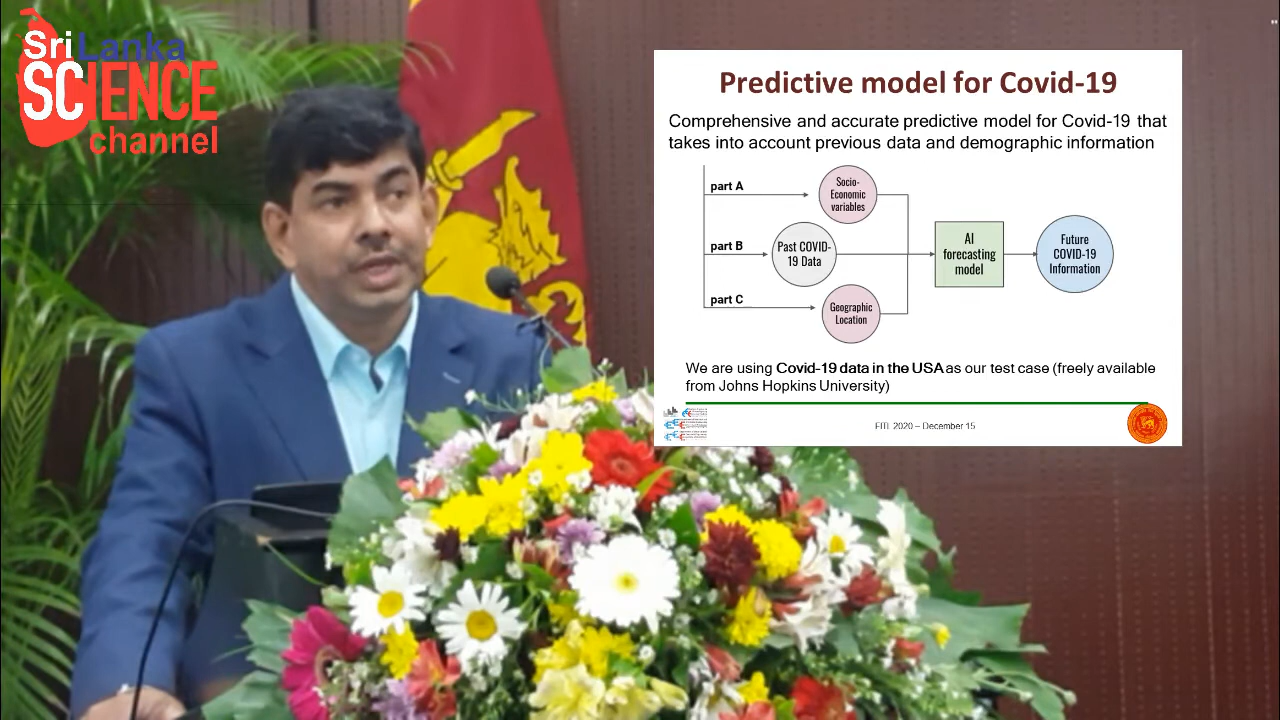 Sri Lanka
SCIENCE
channel
Predictive model for Covid-19
Comprehensive and accurate predictive model for Covid-19 that
takes into account previous data and demographic information
part A
Socio-
Economic
variables
part B
Past COVID-
19 Data
AI
forecasting
model
Future
COVID-19
Information
part C
Geographic
Location
We are using Covid-19 data in the USA as our test case (freely available
from Johns Hopkins University)
2020 – December 15